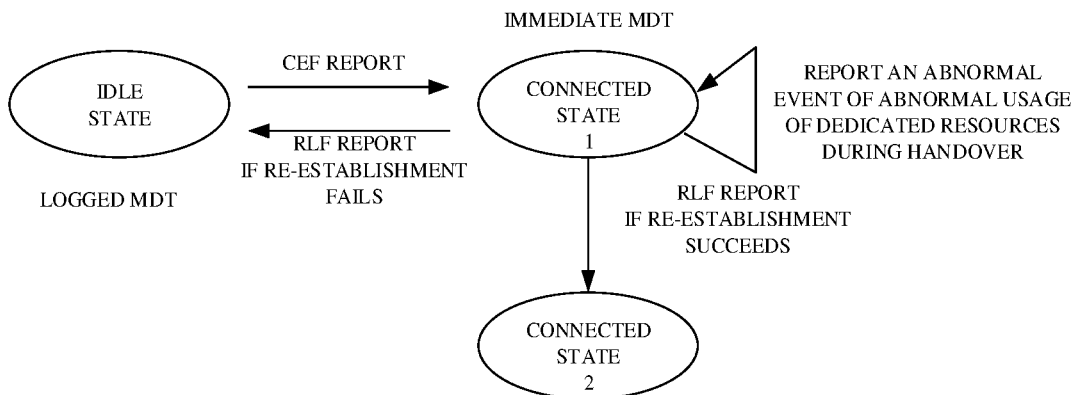 IMMEDIATE MDT
CEF REPORT
IDLE
STATE
CONNECTED
STATE
1
REPORT AN ABNORMAL
EVENT OF ABNORMAL USAGE
OF DEDICATED RESOURCES
DURING HANDOVER
RLF REPORT
IF RE-ESTABLISHMENT
FAILS
LOGGED MDT
RLF REPORT
IF RE-ESTABLISHMENT
SUCCEEDS
CONNECTED
STATE
2